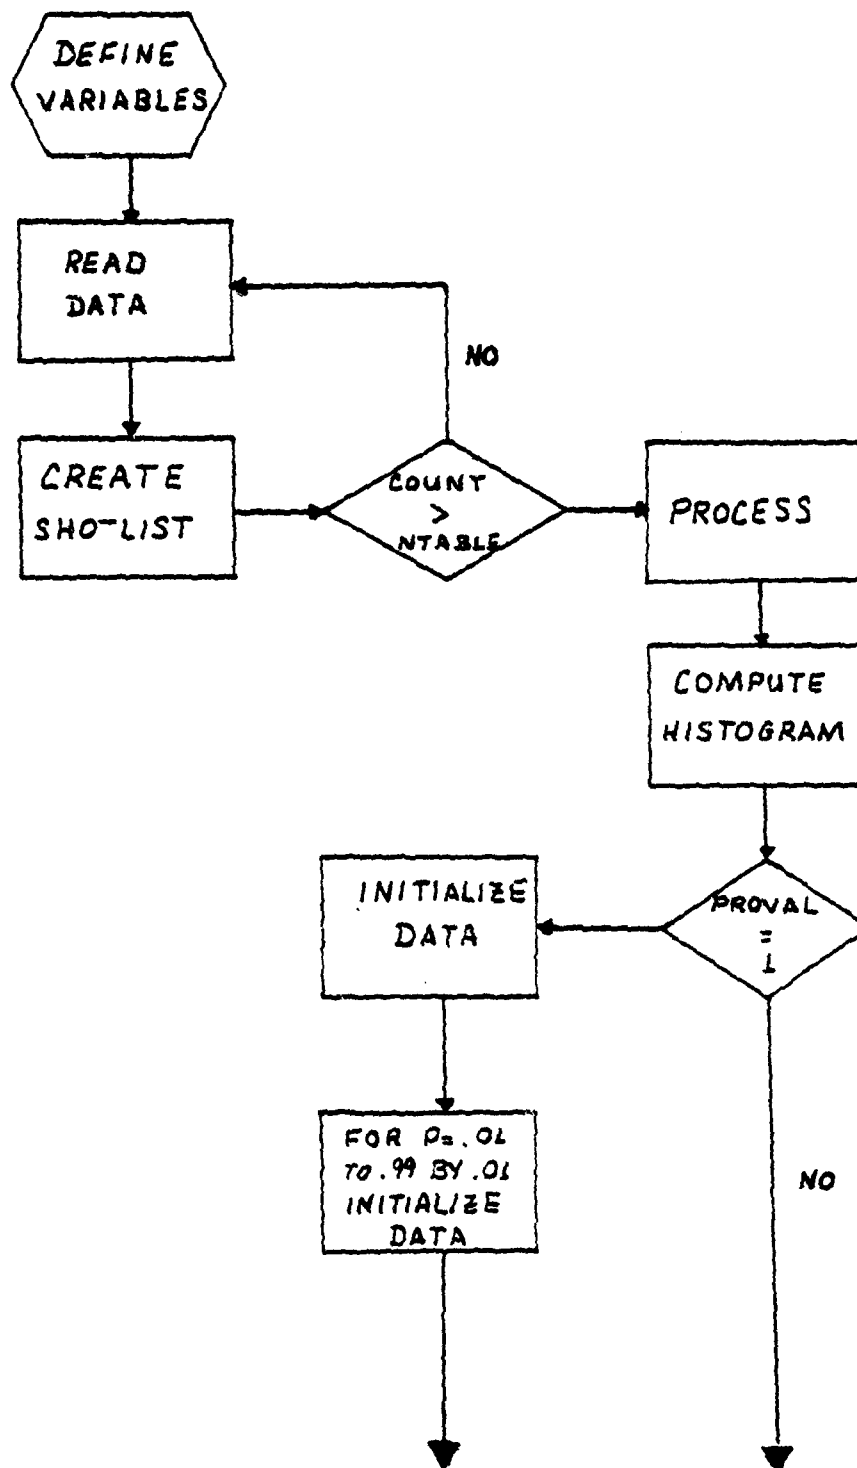 DEFINE
VARIABLES
READ
DATA
NO
CREATE
SHOT-LIST
COUNT
>
NTABLE
PROCESS
COMPUTE
HISTOGRAM
PROVAL
=
1
INITIALIZE
DATA
FOR P=.01
TO .99 BY .01
INITIALIZE
DATA
NO